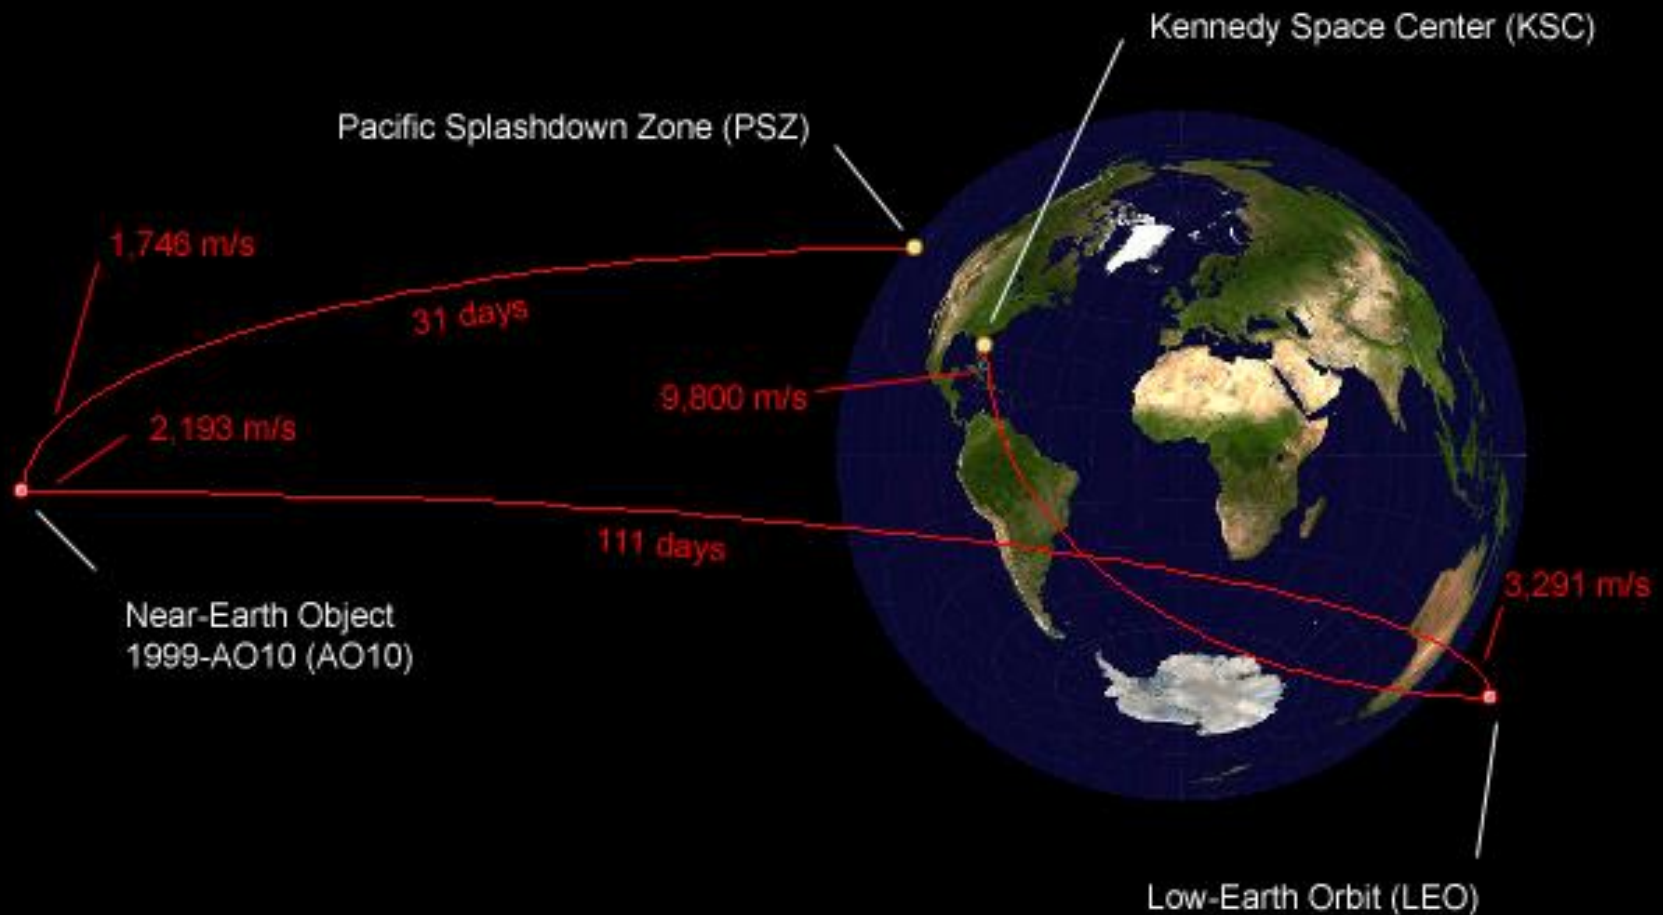 Kennedy Space Center (KSC)
Pacific Splashdown Zone (PSZ)
1,746 m/s
31 days
9,800 m/s
2,193 m/s
111 days
3,291 m/s
Near-Earth Object
1999-AO10 (AO10)
Low-Earth Orbit (LEO)